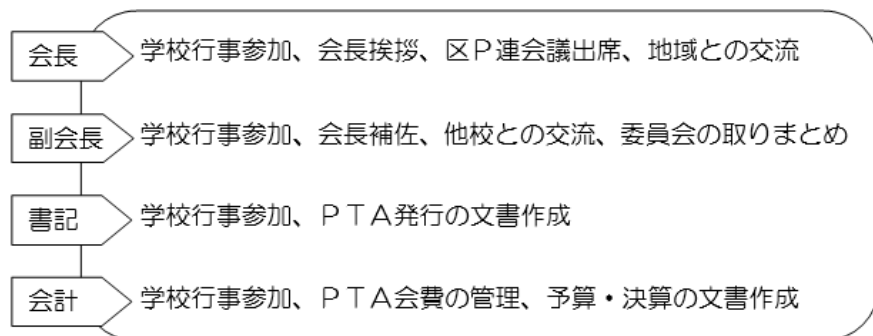 会長 学校行事参加、会長挨拶、区Ｐ連会議出席、地域との交流
副会長 学校行事参加、会長補佐、他校との交流、委員会の取りまとめ
書記 学校行事参加、ＰＴＡ発行の文書作成
会計 学校行事参加、ＰＴＡ会費の管理、予算・決算の文書作成